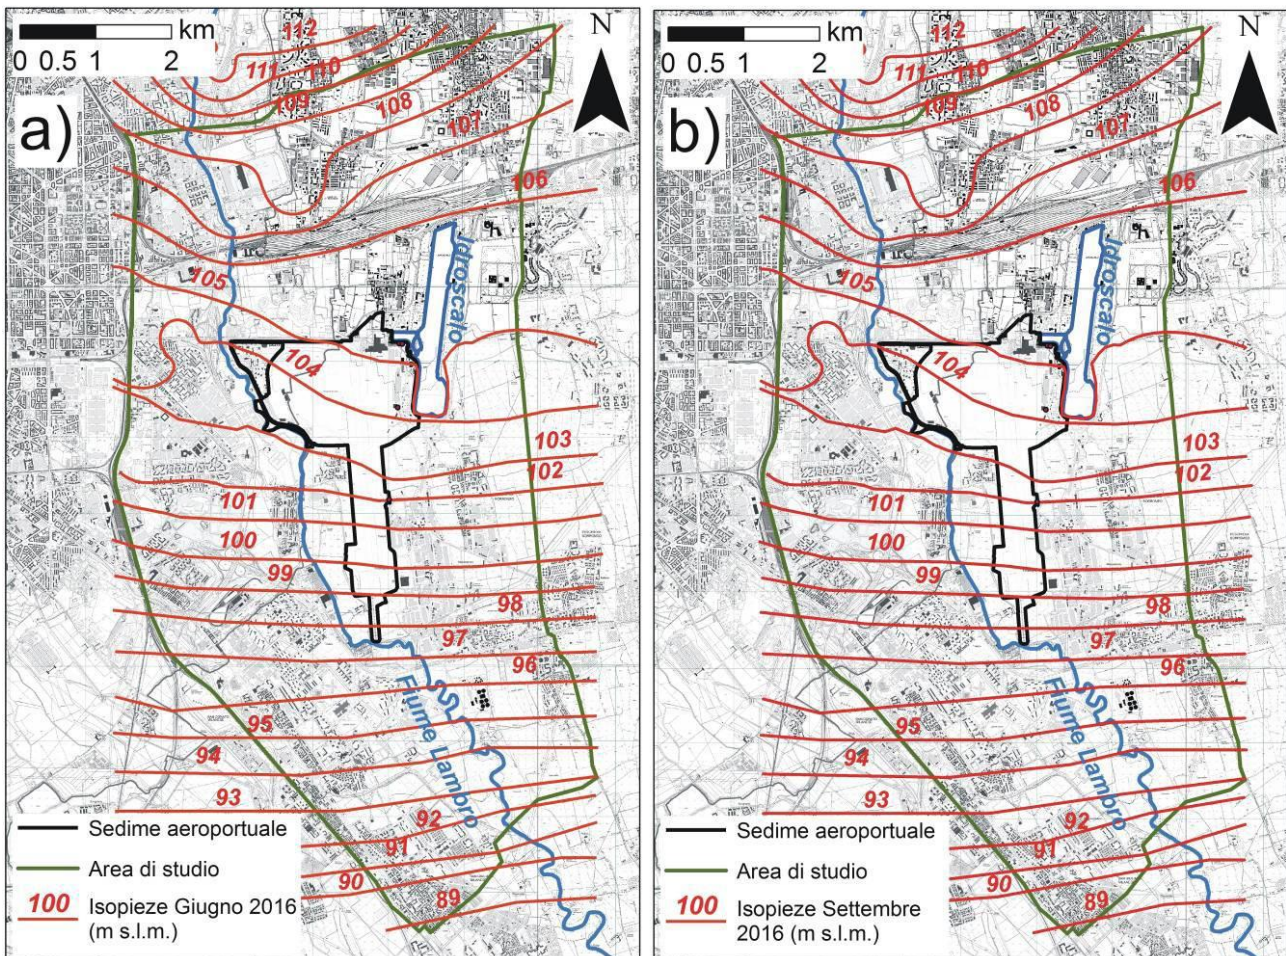 km
0 0.5 1 2
N
a)
112
111
110
109
108
107
106
105
Idroscalo
104
103
102
101
100
99
98
97
96
Fiume Lambro
95
94
93
92
91
90
89
Sedime aeroportuale
Area di studio
100 Isopieze Giugno 2016
(m s.l.m.)
km
0 0.5 1 2
N
b)
112
111
110
109
108
107
106
105
Idroscalo
104
103
102
101
100
99
98
97
96
Fiume Lambro
95
94
93
92
91
90
89
Sedime aeroportuale
Area di studio
100 Isopieze Settembre
2016 (m s.l.m.)